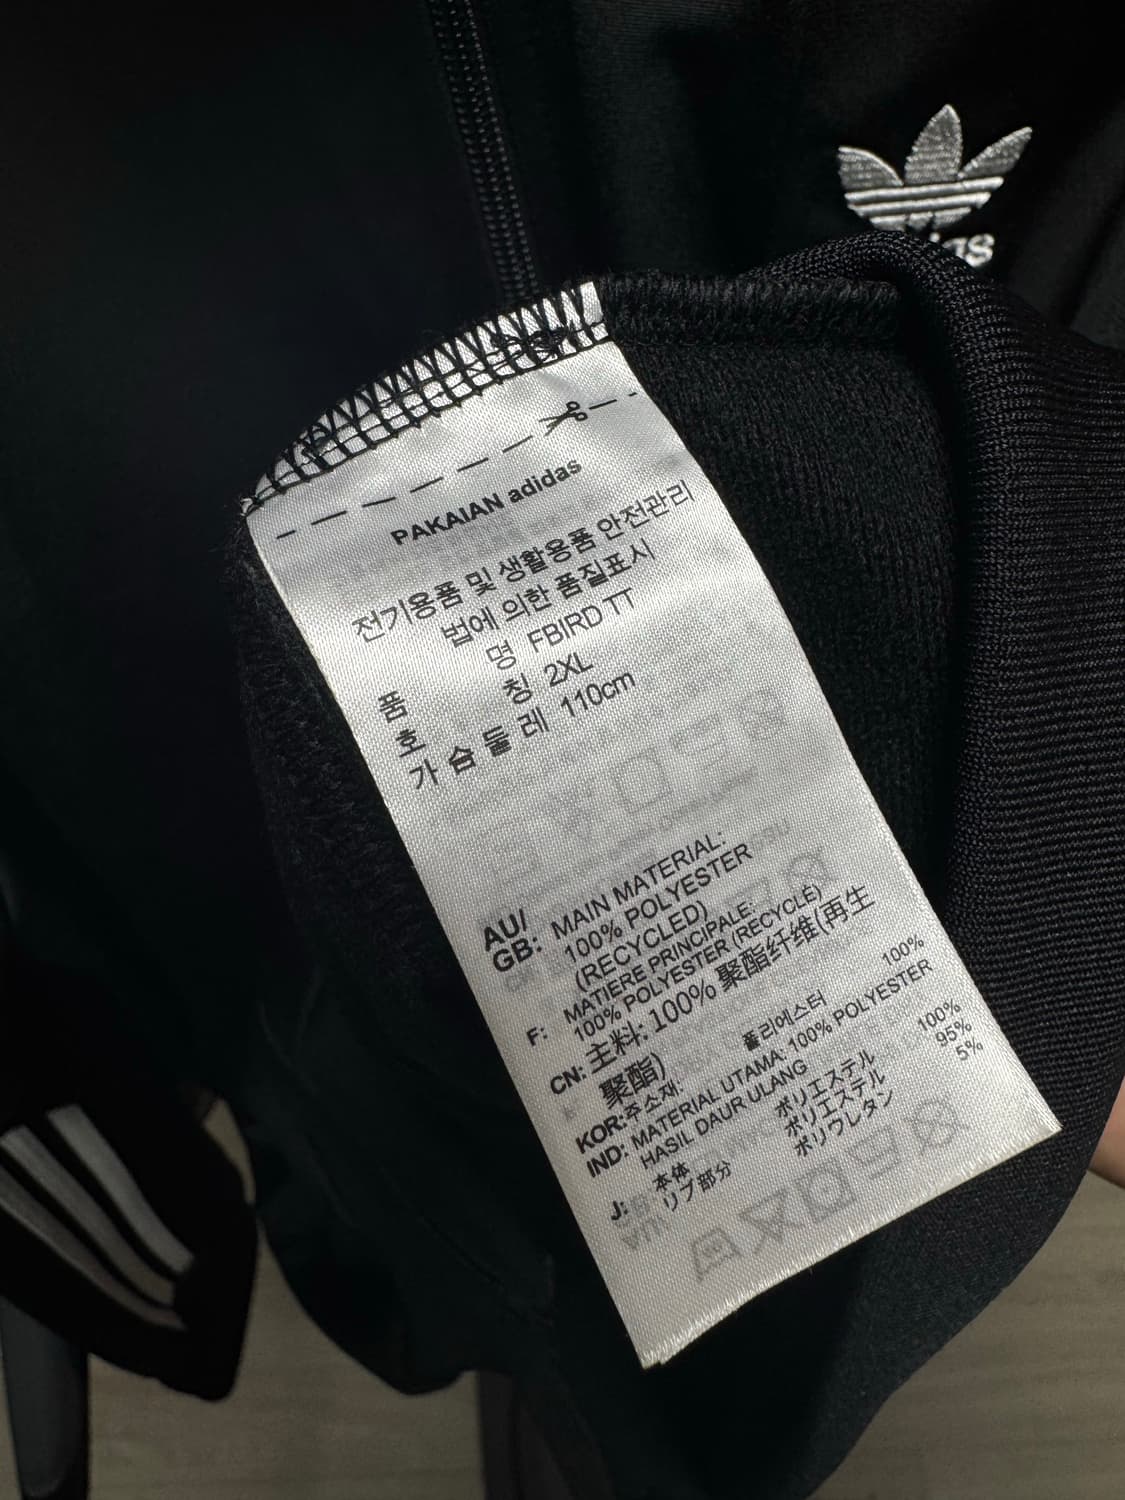 PAKAIAN adidas
전기용품 및 생활용품 안전관리
법에 의한 품질표시
품 명 FBIRD TT
호 칭 2XL
가슴둘레 110cm
AU/
GB: MAIN MATERIAL:
100% POLYESTER
(RECYCLED)
F: MATIERE PRINCIPALE:
100% POLYESTER (RECYCLÉ)
CN: 主料: 100% 聚酯纤维(再生
聚酯)
KOR: 주소재: 폴리에스터 100%
IND: MATERIAL UTAMA: 100% POLYESTER
HASIL DAUR ULANG
J: 本体 ポリエステル 100%
リブ部分 ポリエステル 95%
ポリウレタン 5%